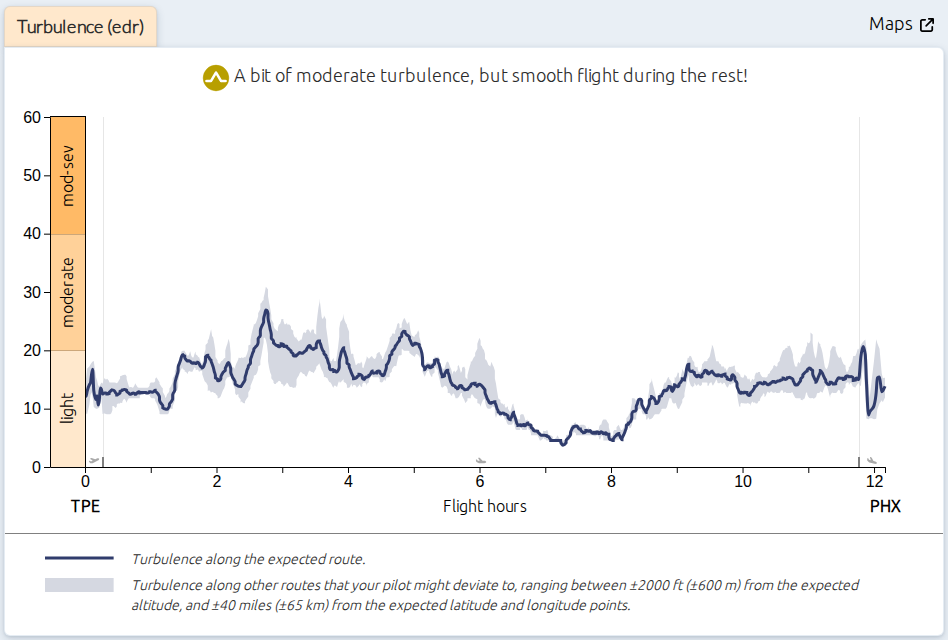 Turbulence (edr)
Maps
A bit of moderate turbulence, but smooth flight during the rest!
60
50
40
30
20
10
0
mod-sev
moderate
light
0 2 4 6 8 10 12
TPE Flight hours PHX
Turbulence along the expected route.
Turbulence along other routes that your pilot might deviate to, ranging between ±2000 ft (±600 m) from the expected
altitude, and ±40 miles (±65 km) from the expected latitude and longitude points.